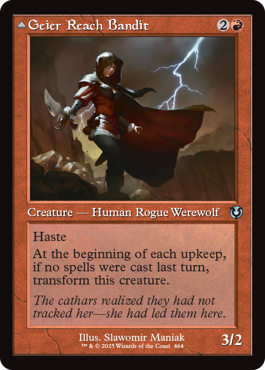 Geier Reach Bandit 2
Creature — Human Rogue Werewolf
Haste
At the beginning of each upkeep,
if no spells were cast last turn,
transform this creature.
The cathars realized they had not
tracked her—she had led them here.
Illus. Slawomir Maniak
™ & © 2025 Wizards of the Coast 464
3/2